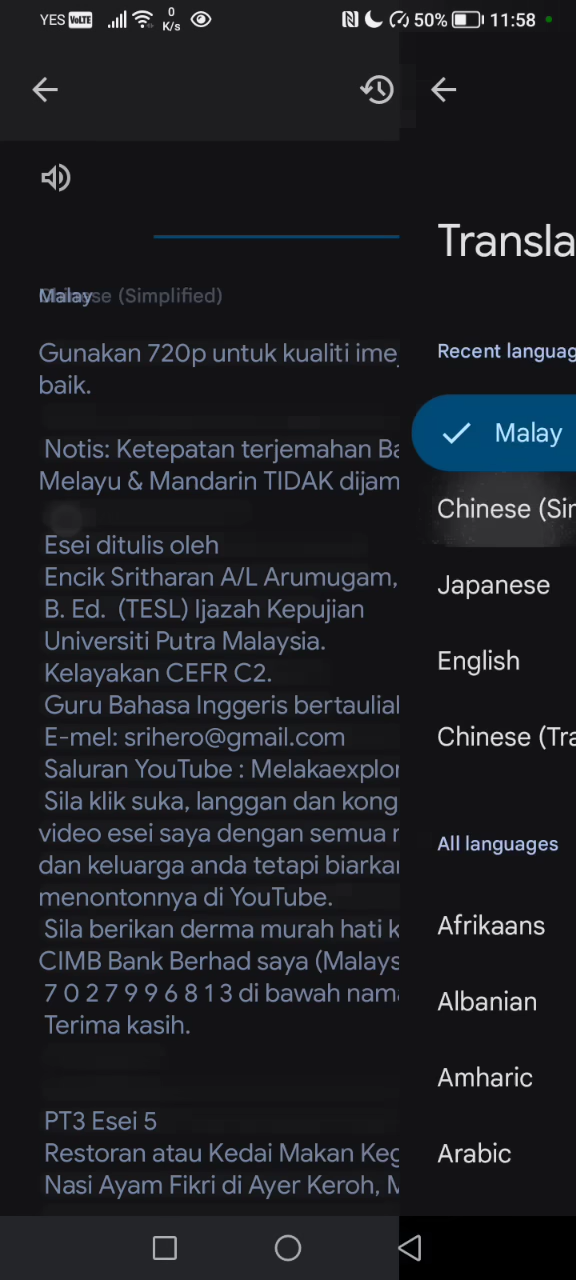 YES VoLTE 0 K/s 50% 11:58
Transla
Malay (Simplified)
Recent languag
Gunakan 720p untuk kualiti ime
baik.
Malay
Notis: Ketepatan terjemahan Ba
Melayu & Mandarin TIDAK dijam
Chinese (Sim
Esei ditulis oleh
Encik Sritharan A/L Arumugam,
B. Ed. (TESL) Ijazah Kepujian
Universiti Putra Malaysia.
Kelayakan CEFR C2.
Guru Bahasa Inggeris bertaulial
E-mel: srihero@gmail.com
Saluran YouTube : Melakaexplor
Sila klik suka, langgan dan kong
video esei saya dengan semua r
dan keluarga anda tetapi biarkan
menontonnya di YouTube.
Sila berikan derma murah hati k
CIMB Bank Berhad saya (Malays
7 0 2 7 9 9 6 8 1 3 di bawah nama
Terima kasih.
PT3 Esei 5
Restoran atau Kedai Makan Keg
Nasi Ayam Fikri di Ayer Keroh, M
Japanese
English
Chinese (Tra
All languages
Afrikaans
Albanian
Amharic
Arabic